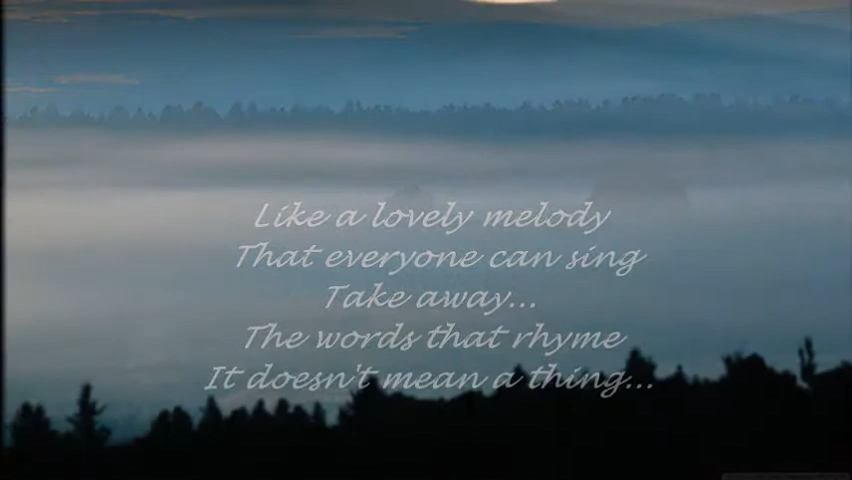 Like a lovely melody
That everyone can sing
Take away...
The words that rhyme
It doesn't mean a thing...